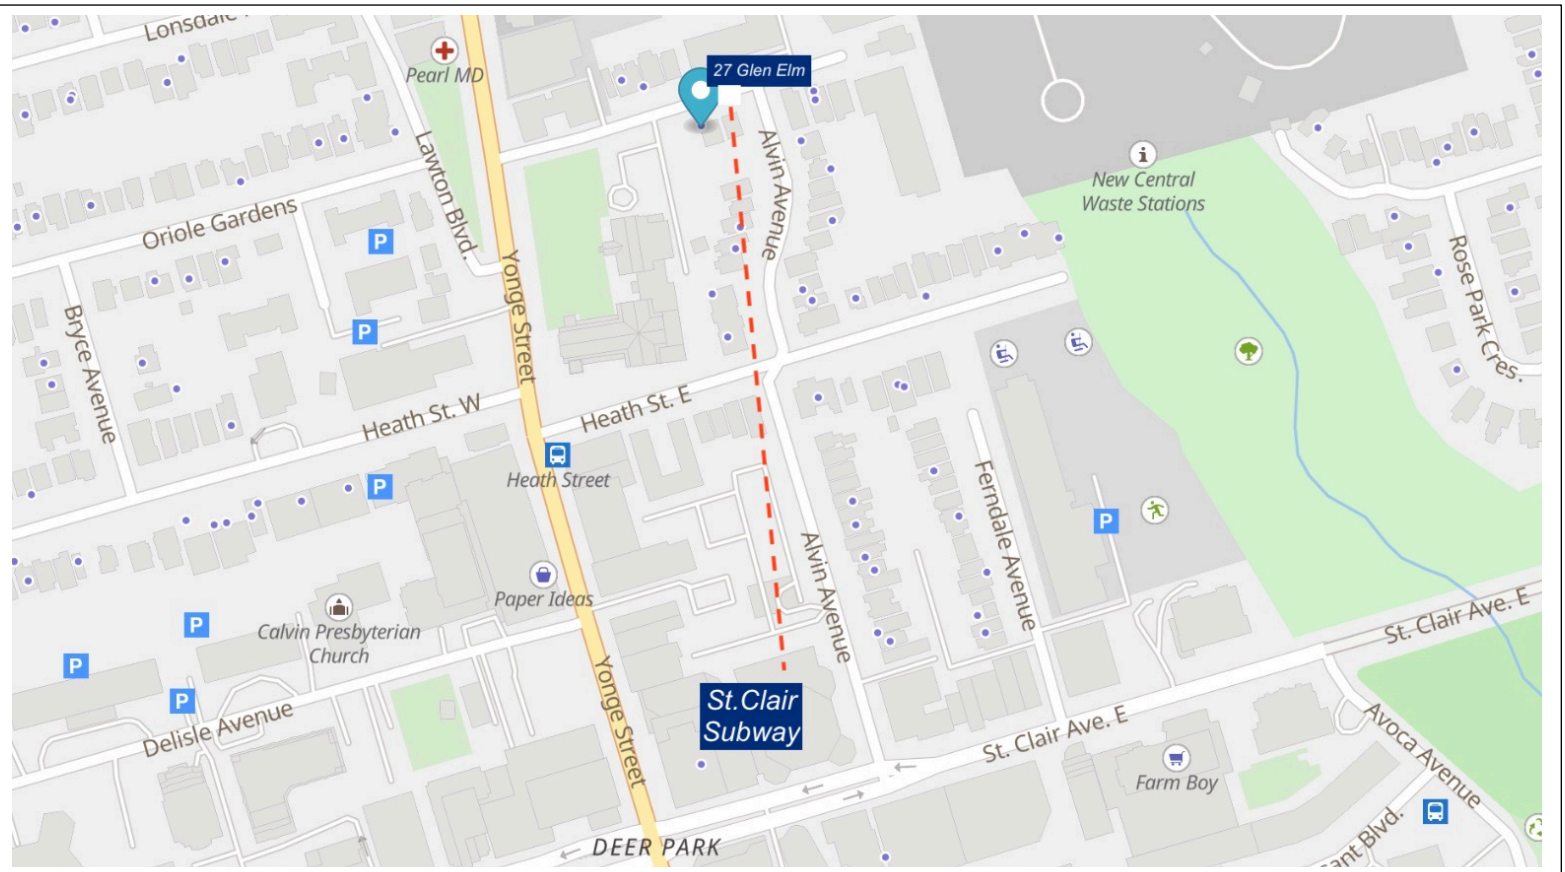 Lonsdale
Pearl MD
27 Glen Elm
Lawton Blvd.
Alvin Avenue
New Central
Waste Stations
Oriole Gardens
Rose Park Cres.
Yonge Street
Bryce Avenue
Heath St. W
Heath St. E
Heath Street
Ferndale Avenue
Alvin Avenue
Paper Ideas
Calvin Presbyterian
Church
St. Clair Ave. E
Yonge Street
St.Clair
Subway
Delisle Avenue
St. Clair Ave. E
Avoca Avenue
Farm Boy
DEER PARK
P
P
P
P
P
P
P